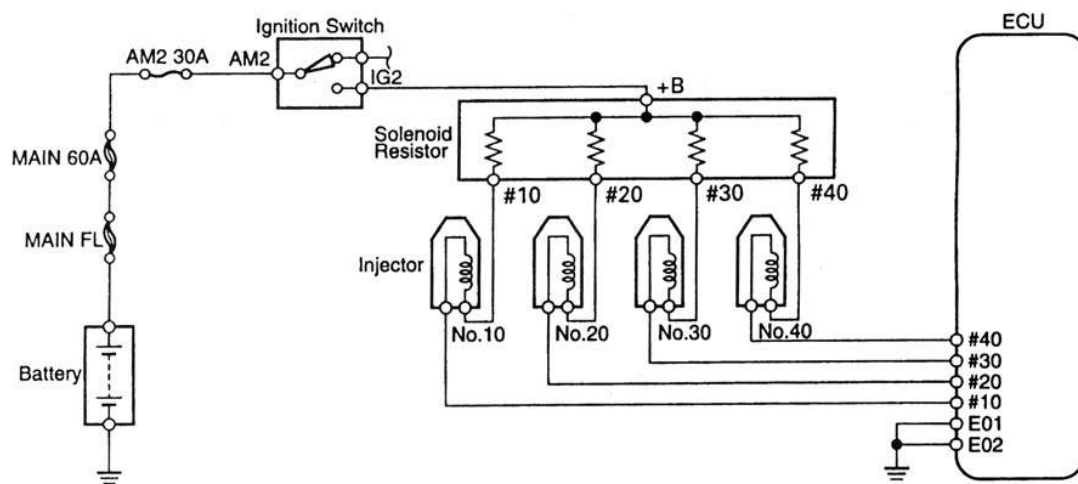 ECU
Ignition Switch
AM2 30A
AM2
IG2
+B
Solenoid
Resistor
MAIN 60A
#10
#20
#30
#40
MAIN FL
Injector
No.10
No.20
No.30
No.40
#40
#30
Battery
#20
#10
E01
E02